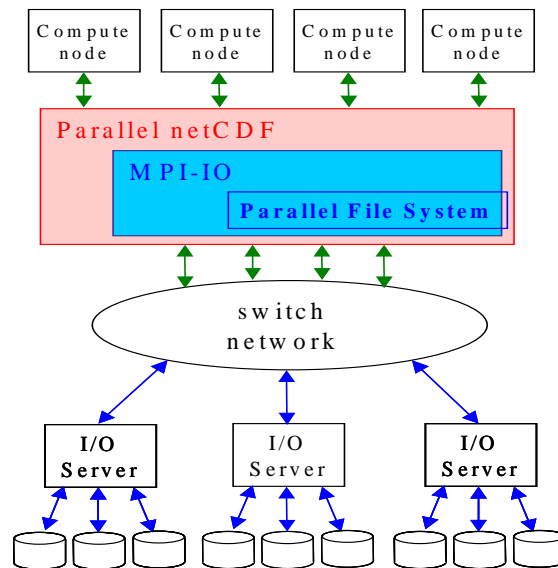 Compute Compute Compute Compute
node node node node
Parallel netCDF
MPI-IO
Parallel File System
switch
network
I/O I/O I/O
Server Server Server